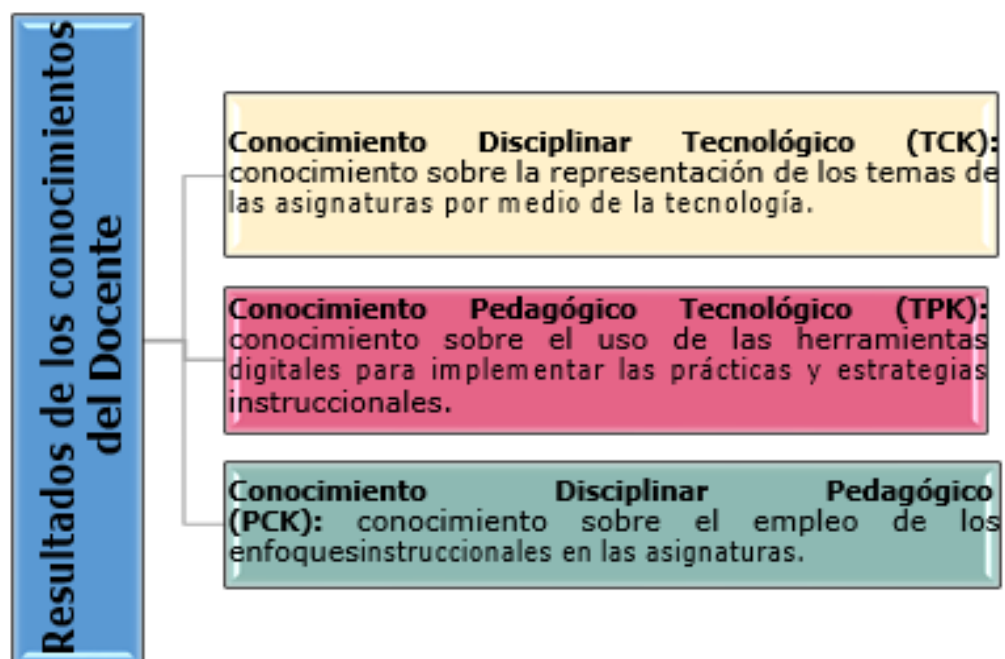 Resultados de los conocimientos
del Docente
Conocimiento Disciplinar Tecnológico (TCK):
conocimiento sobre la representación de los temas de
las asignaturas por medio de la tecnología.
Conocimiento Pedagógico Tecnológico (TPK):
conocimiento sobre el uso de las herramientas
digitales para implementar las prácticas y estrategias
instruccionales.
Conocimiento Disciplinar Pedagógico
(PCK): conocimiento sobre el empleo de los
enfoquesinstruccionales en las asignaturas.